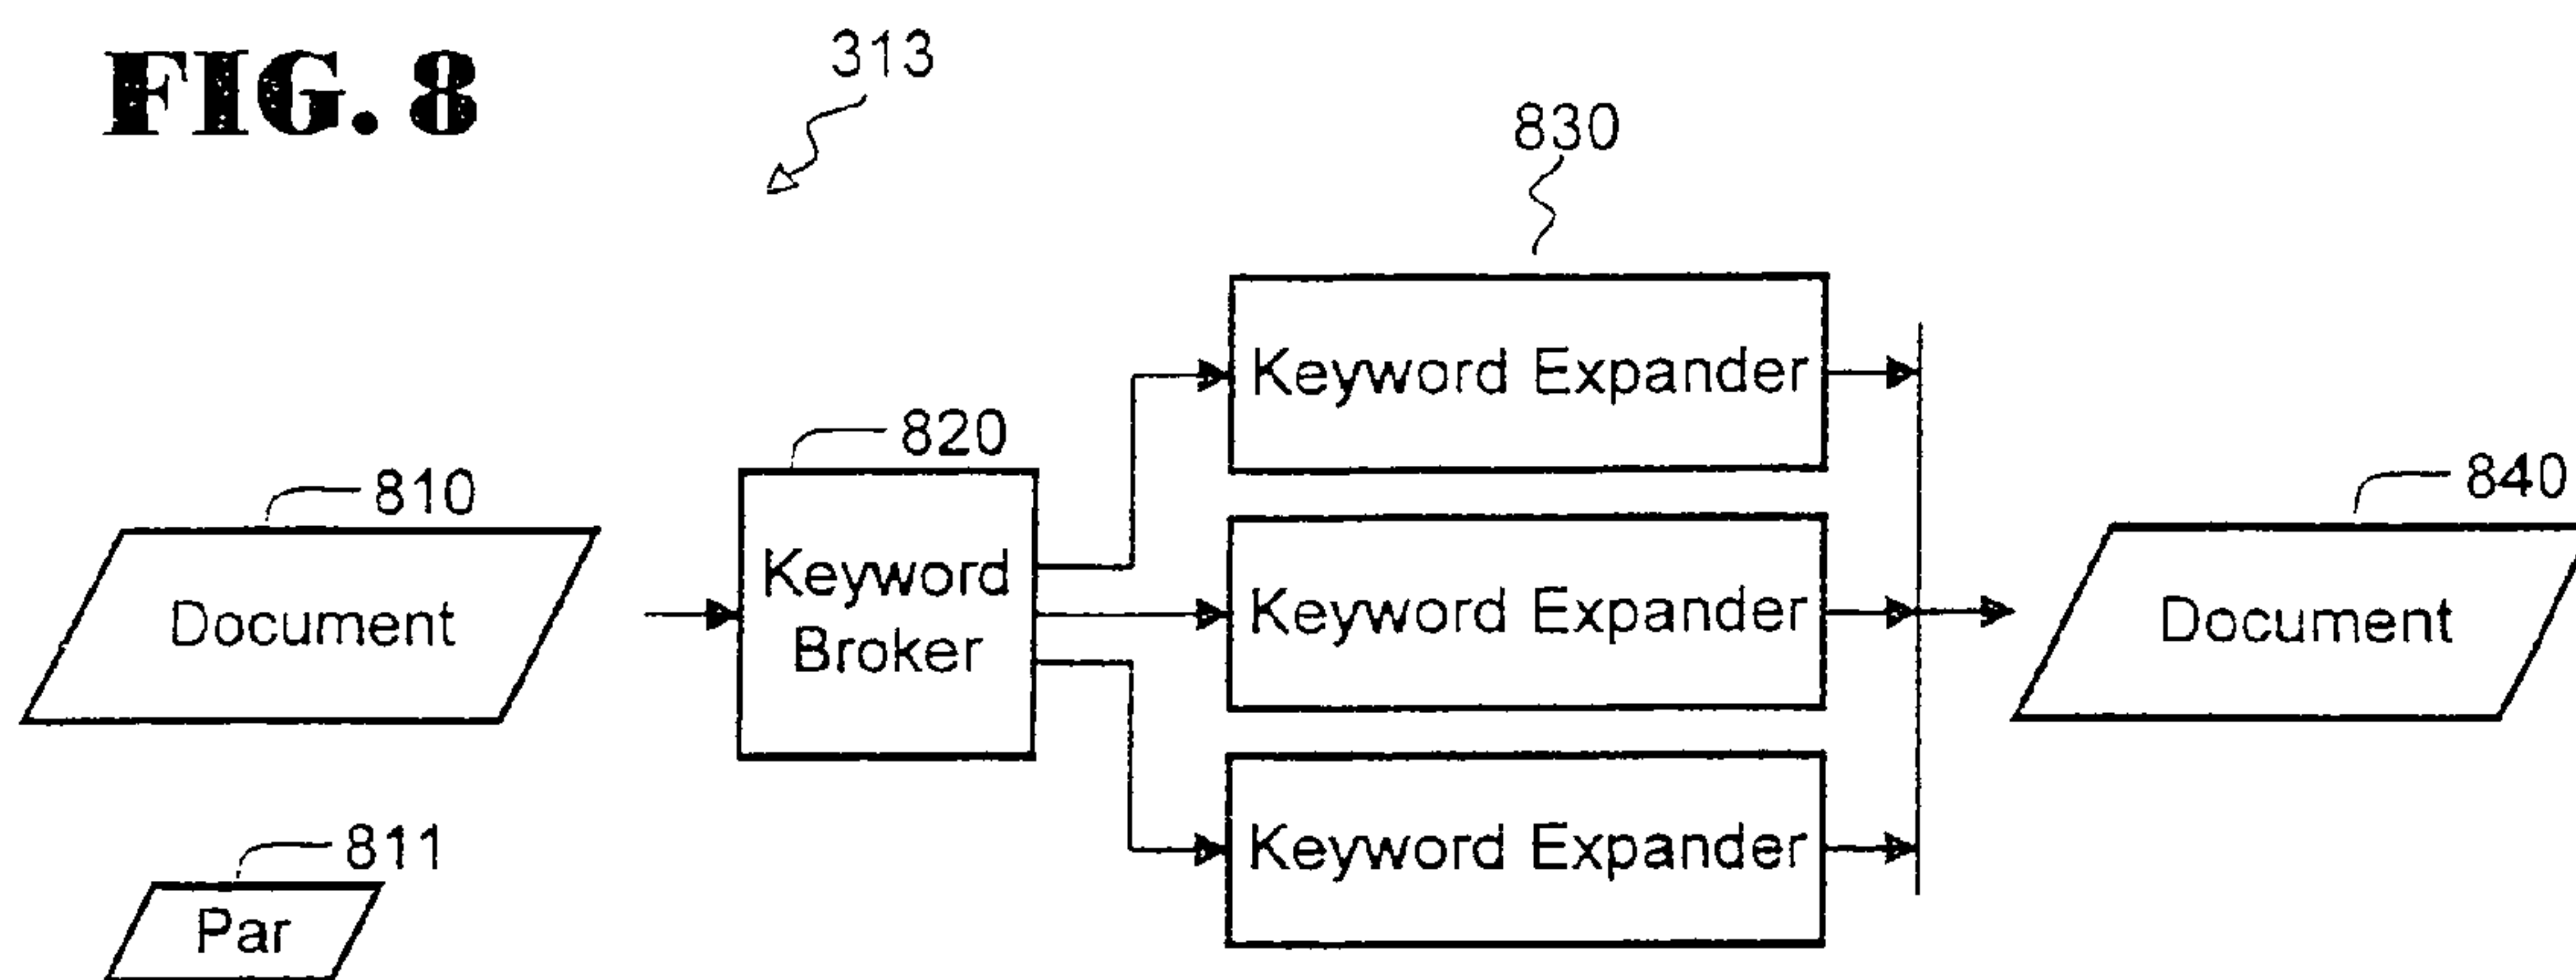 FIG. 8
313
830
Keyword Expander
820
810
840
Document
Keyword
Broker
Keyword Expander
Document
811
Par
Keyword Expander